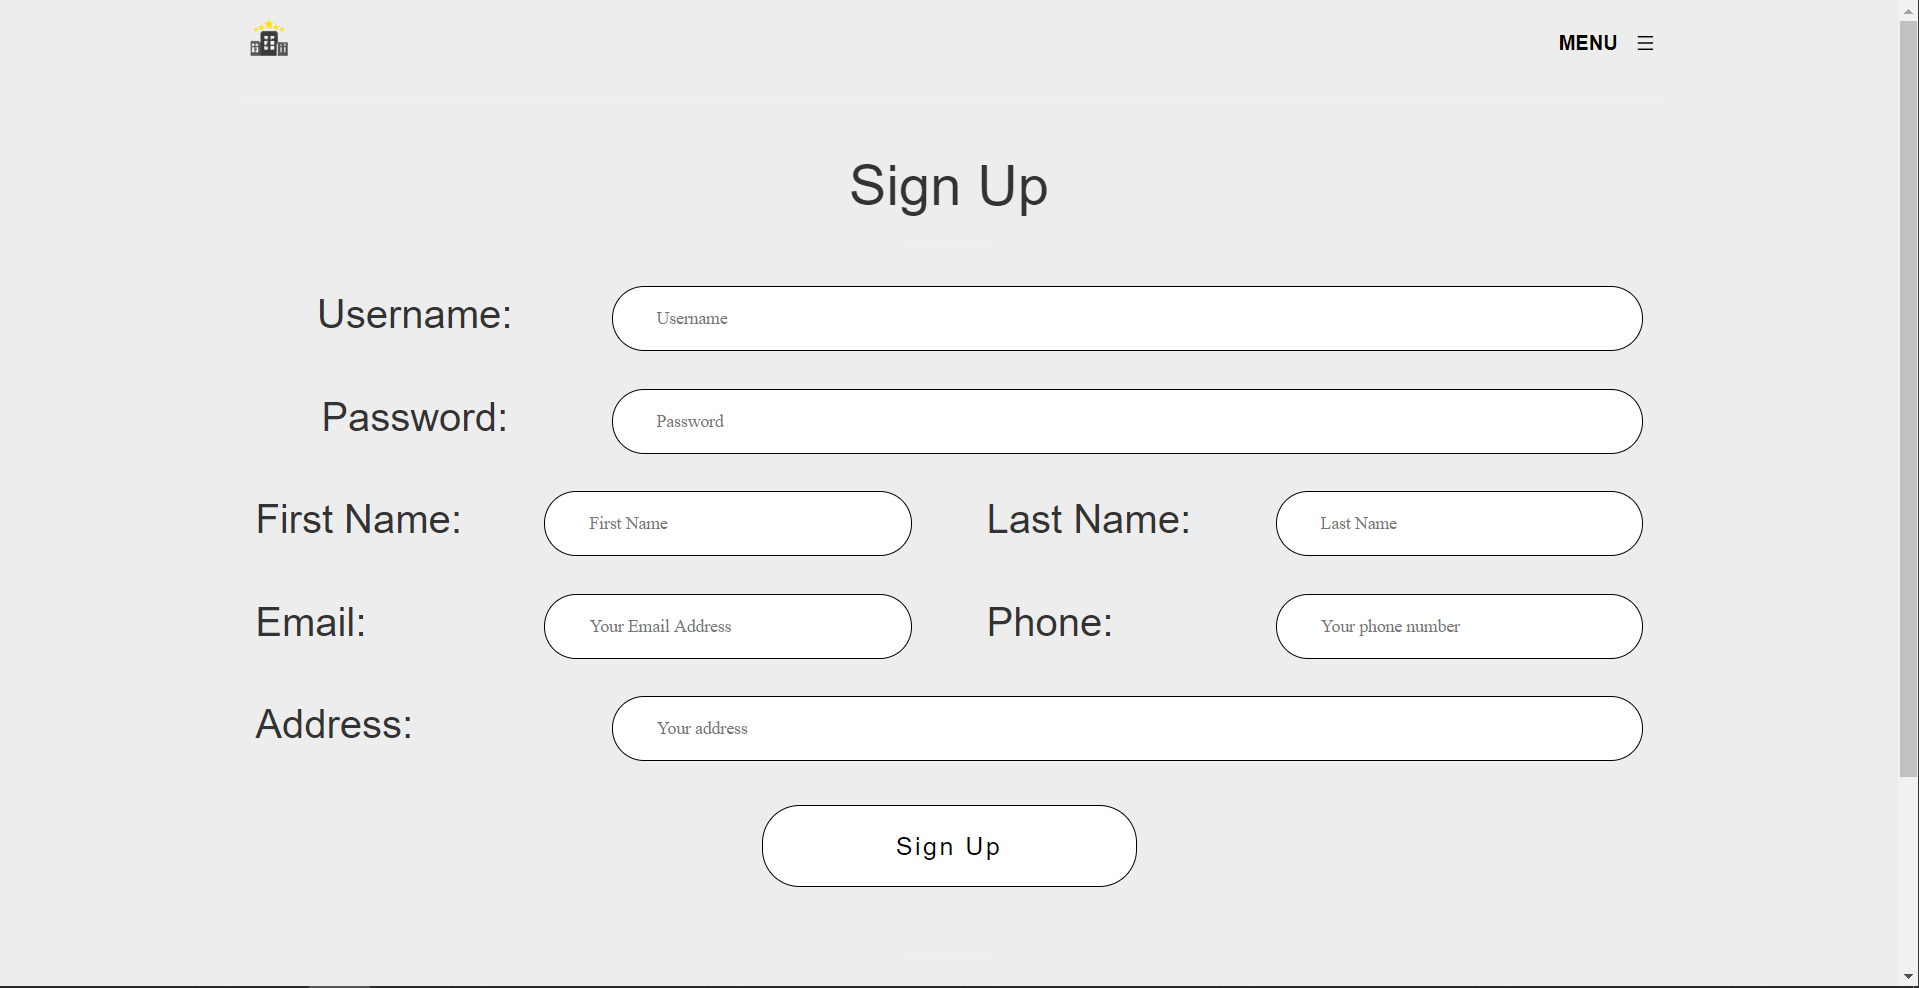 MENU
Sign Up
Username: Username
Password: Password
First Name: First Name Last Name: Last Name
Email: Your Email Address Phone: Your phone number
Address: Your address
Sign Up